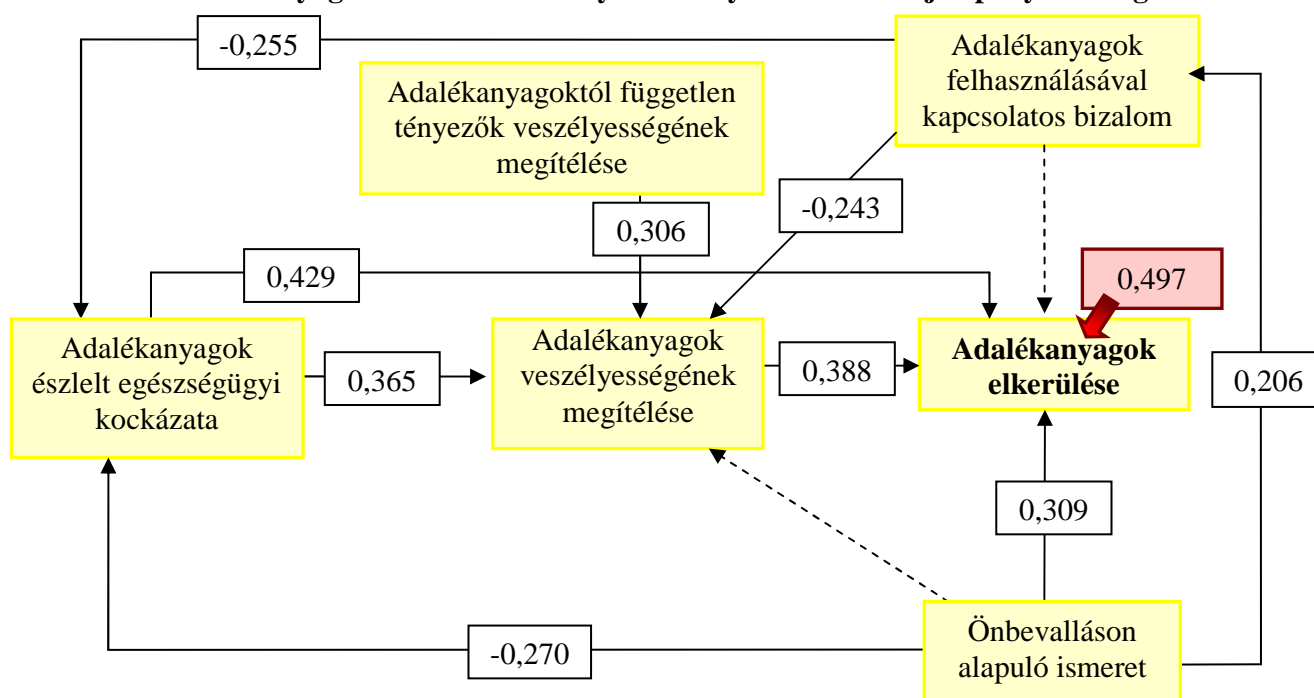 -0,255
Adalékanyagok
felhasználásával
kapcsolatos bizalom
Adalékanyagoktól független
tényezők veszélyességének
megítélése
-0,243
0,306
0,429
0,497
Adalékanyagok
észlelt egészségügyi
kockázata
0,365
Adalékanyagok
veszélyességének
megítélése
0,388
Adalékanyagok
elkerülése
0,206
0,309
-0,270
Önbevalláson
alapuló ismeret